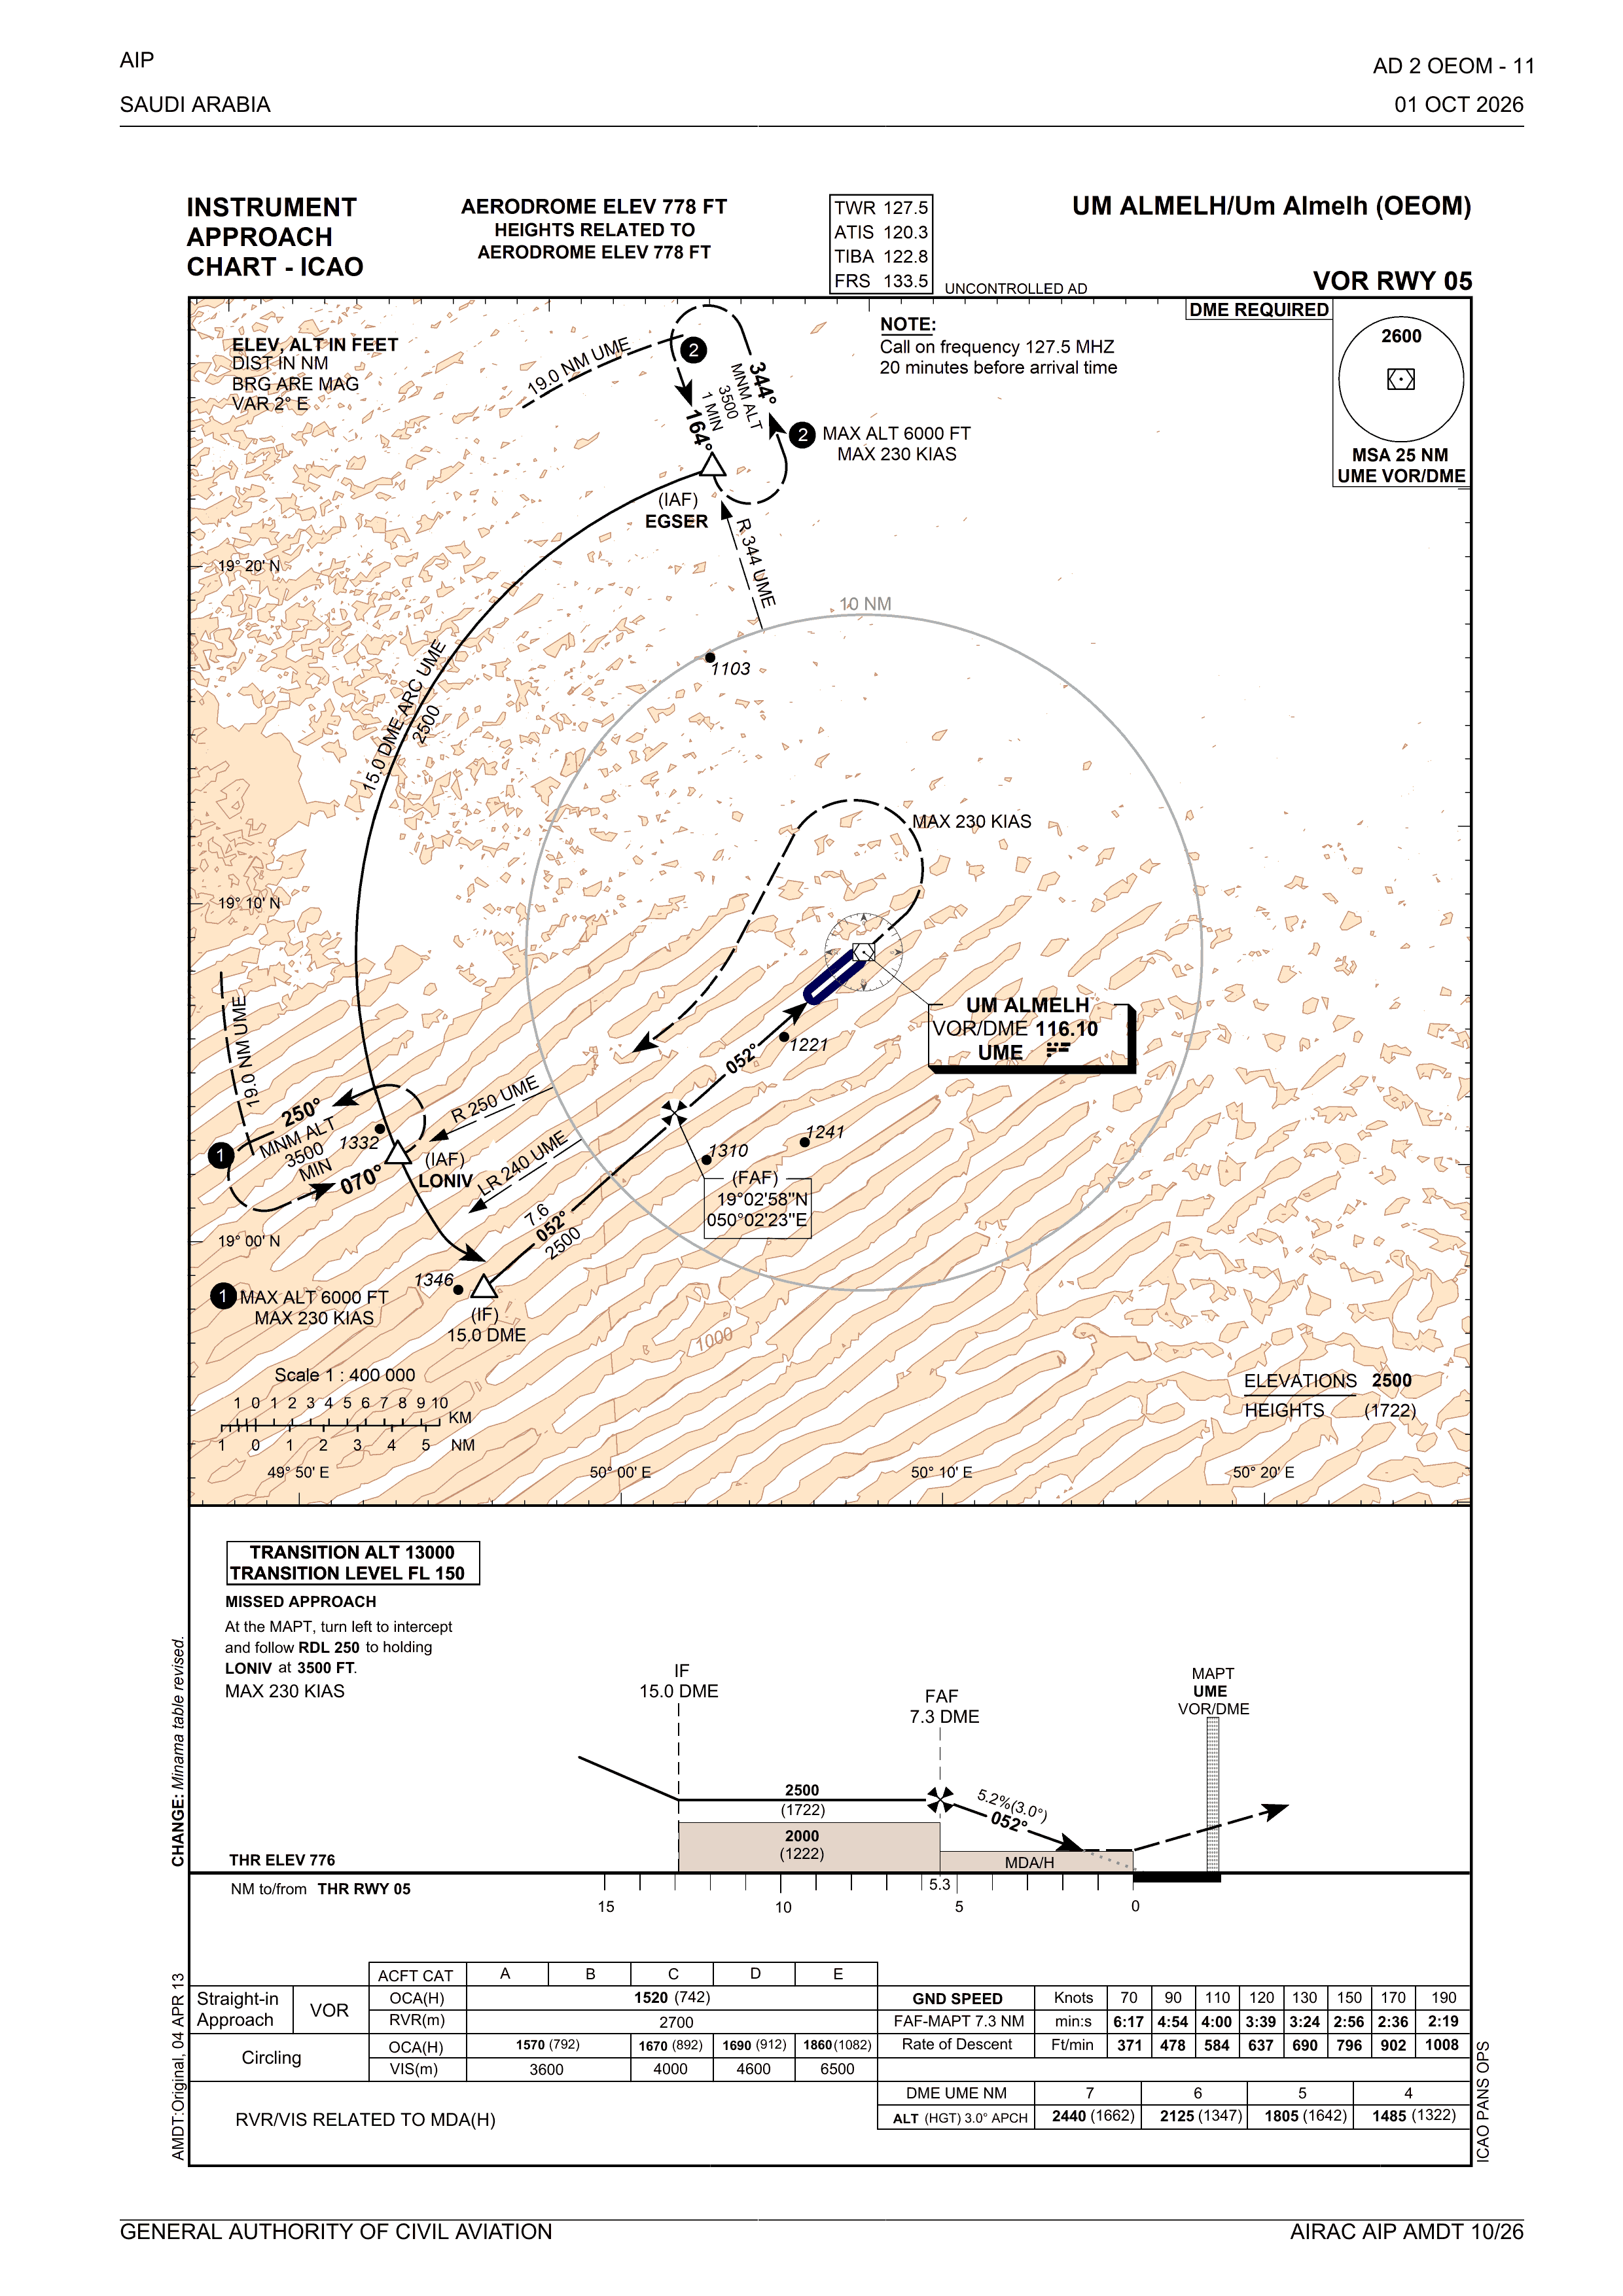 AIP
AD 2 OEOM - 11
SAUDI ARABIA
01 OCT 2026
INSTRUMENT
APPROACH
CHART - ICAO
AERODROME ELEV 778 FT
HEIGHTS RELATED TO
AERODROME ELEV 778 FT
TWR 127.5
ATIS 120.3
TIBA 122.8
FRS 133.5
UNCONTROLLED AD
UM ALMELH/Um Almelh (OEOM)
VOR RWY 05
DME REQUIRED
ELEV, ALT IN FEET
DIST IN NM
BRG ARE MAG
VAR 2° E
NOTE:
Call on frequency 127.5 MHZ
20 minutes before arrival time
2600
MSA 25 NM
UME VOR/DME
19.0 NM UME
2
344°
MNM ALT
3500
1 MIN
164°
2 MAX ALT 6000 FT
MAX 230 KIAS
(IAF)
EGSER
R 344 UME
19° 20' N
10 NM
1103
15.0 DME ARC UME
2500
MAX 230 KIAS
19° 10' N
UM ALMELH
VOR/DME 116.10
UME
1221
052°
19.0 NM UME
R 250 UME
250°
MNM ALT
3500
MIN
070°
1332
1
(IAF)
LONIV
LR 240 UME
1241
1310
(FAF)
19°02'58"N
050°02'23"E
7.6
052°
2500
19° 00' N
1346
1 MAX ALT 6000 FT
MAX 230 KIAS
(IF)
15.0 DME
1000
Scale 1 : 400 000
1 0 1 2 3 4 5 6 7 8 9 10
KM
1 0 1 2 3 4 5 NM
ELEVATIONS 2500
HEIGHTS (1722)
49° 50' E
50° 00' E
50° 10' E
50° 20' E
TRANSITION ALT 13000
TRANSITION LEVEL FL 150
MISSED APPROACH
At the MAPT, turn left to intercept
and follow RDL 250 to holding
LONIV at 3500 FT.
MAX 230 KIAS
IF
15.0 DME
FAF
7.3 DME
MAPT
UME
VOR/DME
2500
(1722)
2000
(1222)
5.2%(3.0°)
052°
MDA/H
THR ELEV 776
NM to/from THR RWY 05
5.3
15 10 5 0
CHANGE: Minama table revised.
AMDT:Original, 04 APR 13
ICAO PANS OPS
ACFT CAT A B C D E
Straight-in
Approach
VOR
OCA(H) 1520 (742)
RVR(m) 2700
Circling
OCA(H) 1570 (792) 1670 (892) 1690 (912) 1860(1082)
VIS(m) 3600 4000 4600 6500
GND SPEED Knots 70 90 110 120 130 150 170 190
FAF-MAPT 7.3 NM min:s 6:17 4:54 4:00 3:39 3:24 2:56 2:36 2:19
Rate of Descent Ft/min 371 478 584 637 690 796 902 1008
DME UME NM 7 6 5 4
ALT (HGT) 3.0° APCH 2440 (1662) 2125 (1347) 1805 (1642) 1485 (1322)
RVR/VIS RELATED TO MDA(H)
GENERAL AUTHORITY OF CIVIL AVIATION
AIRAC AIP AMDT 10/26